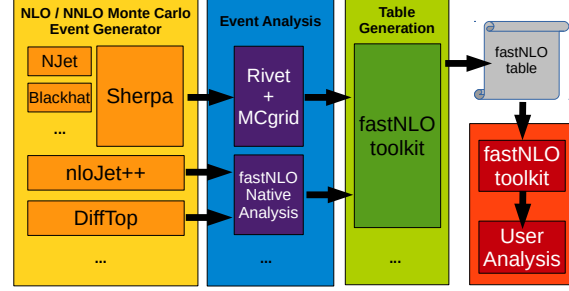 NLO / NNLO Monte Carlo
Event Generator
NJet
Blackhat
...
Sherpa
nloJet++
DiffTop
...
Event Analysis
Rivet
+
MCgrid
fastNLO
Native
Analysis
...
Table
Generation
fastNLO
toolkit
...
fastNLO
table
fastNLO
toolkit
User
Analysis